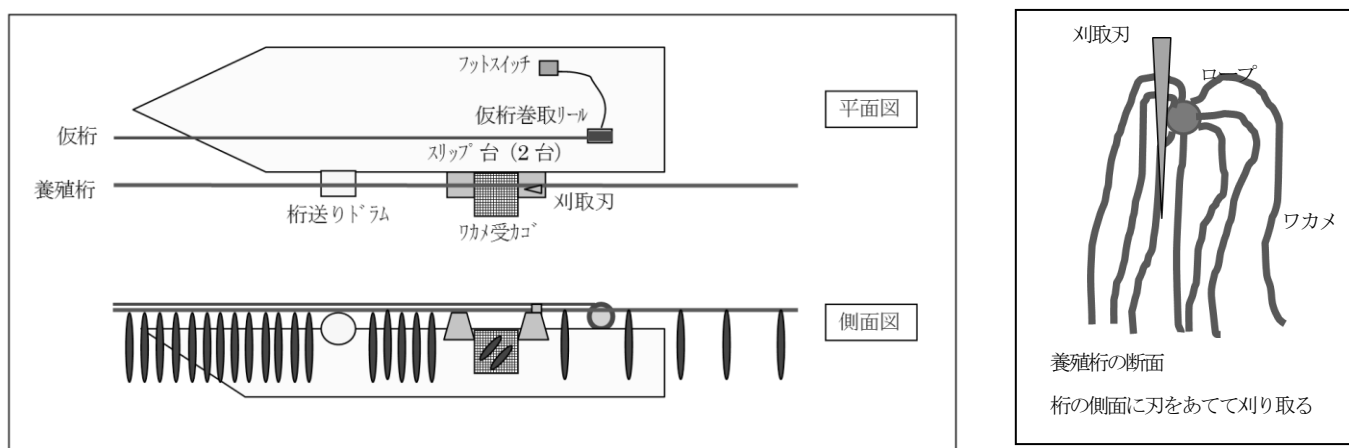 フットスイッチ
仮桁巻取リール
平面図
仮桁
スリップ台（2台）
養殖桁
刈取刃
桁送りドラム
ワカメ受カゴ
側面図
刈取刃
ロープ
ワカメ
養殖桁の断面
桁の側面に刃をあてて刈り取る